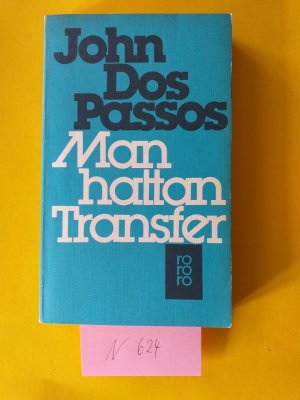 John
Dos
Passos
Man
hattan
Transfer
ro
ro
ro
N 624